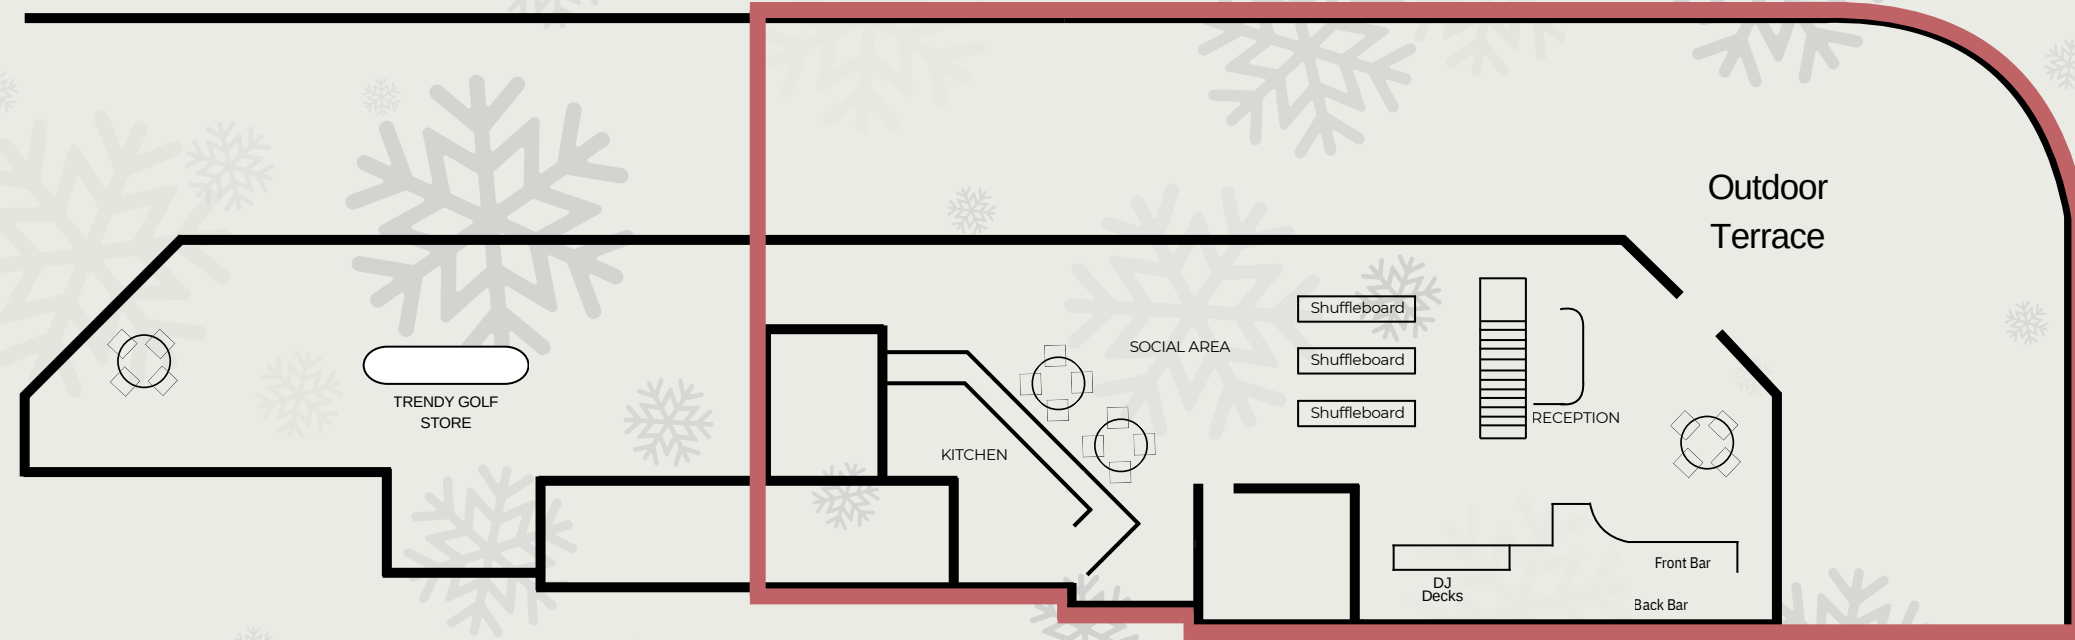 Outdoor
Terrace
Shuffleboard
SOCIAL AREA
Shuffleboard
TRENDY GOLF
STORE
Shuffleboard
RECEPTION
KITCHEN
Front Bar
DJ
Decks
Back Bar